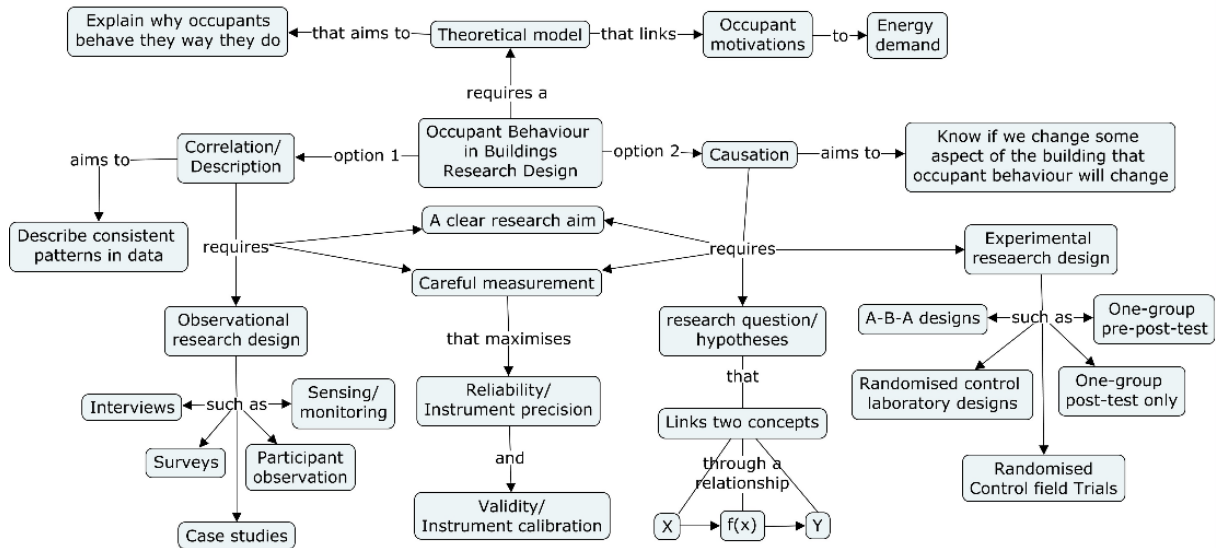 Explain why occupants
behave they way they do
that aims to
Theoretical model
that links
Occupant
motivations
to
Energy
demand
requires a
Occupant Behaviour
in Buildings
Research Design
option 1
Correlation/
Description
aims to
Describe consistent
patterns in data
option 2
Causation
aims to
Know if we change some
aspect of the building that
occupant behaviour will change
requires
A clear research aim
Careful measurement
requires
Experimental
reseaerch design
Observational
research design
that maximises
research question/
hypotheses
A-B-A designs
such as
One-group
pre-post-test
Randomised control
laboratory designs
One-group
post-test only
Randomised
Control field Trials
Interviews
such as
Sensing/
monitoring
Surveys
Participant
observation
Case studies
Reliability/
Instrument precision
and
Validity/
Instrument calibration
that
Links two concepts
through a
relationship
X
f(x)
Y